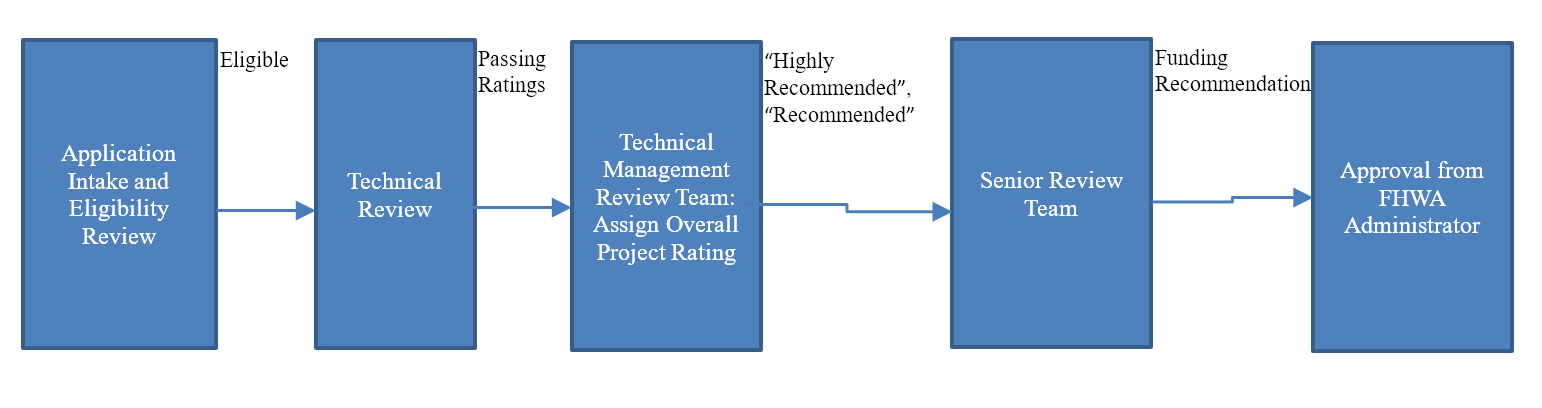 Application
Intake and
Eligibility
Review
Eligible
Technical
Review
Passing
Ratings
Technical
Management
Review Team:
Assign Overall
Project Rating
“Highly
Recommended”,
“Recommended”
Senior Review
Team
Funding
Recommendation
Approval from
FHWA
Administrator